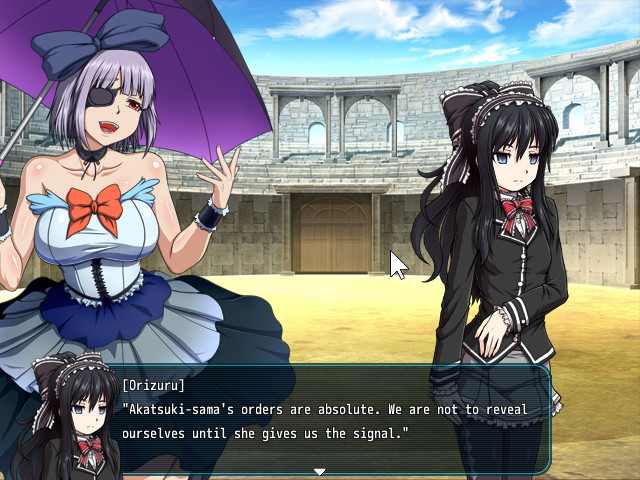 [Orizuru]
"Akatsuki-sama's orders are absolute. We are not to reveal
ourselves until she gives us the signal."